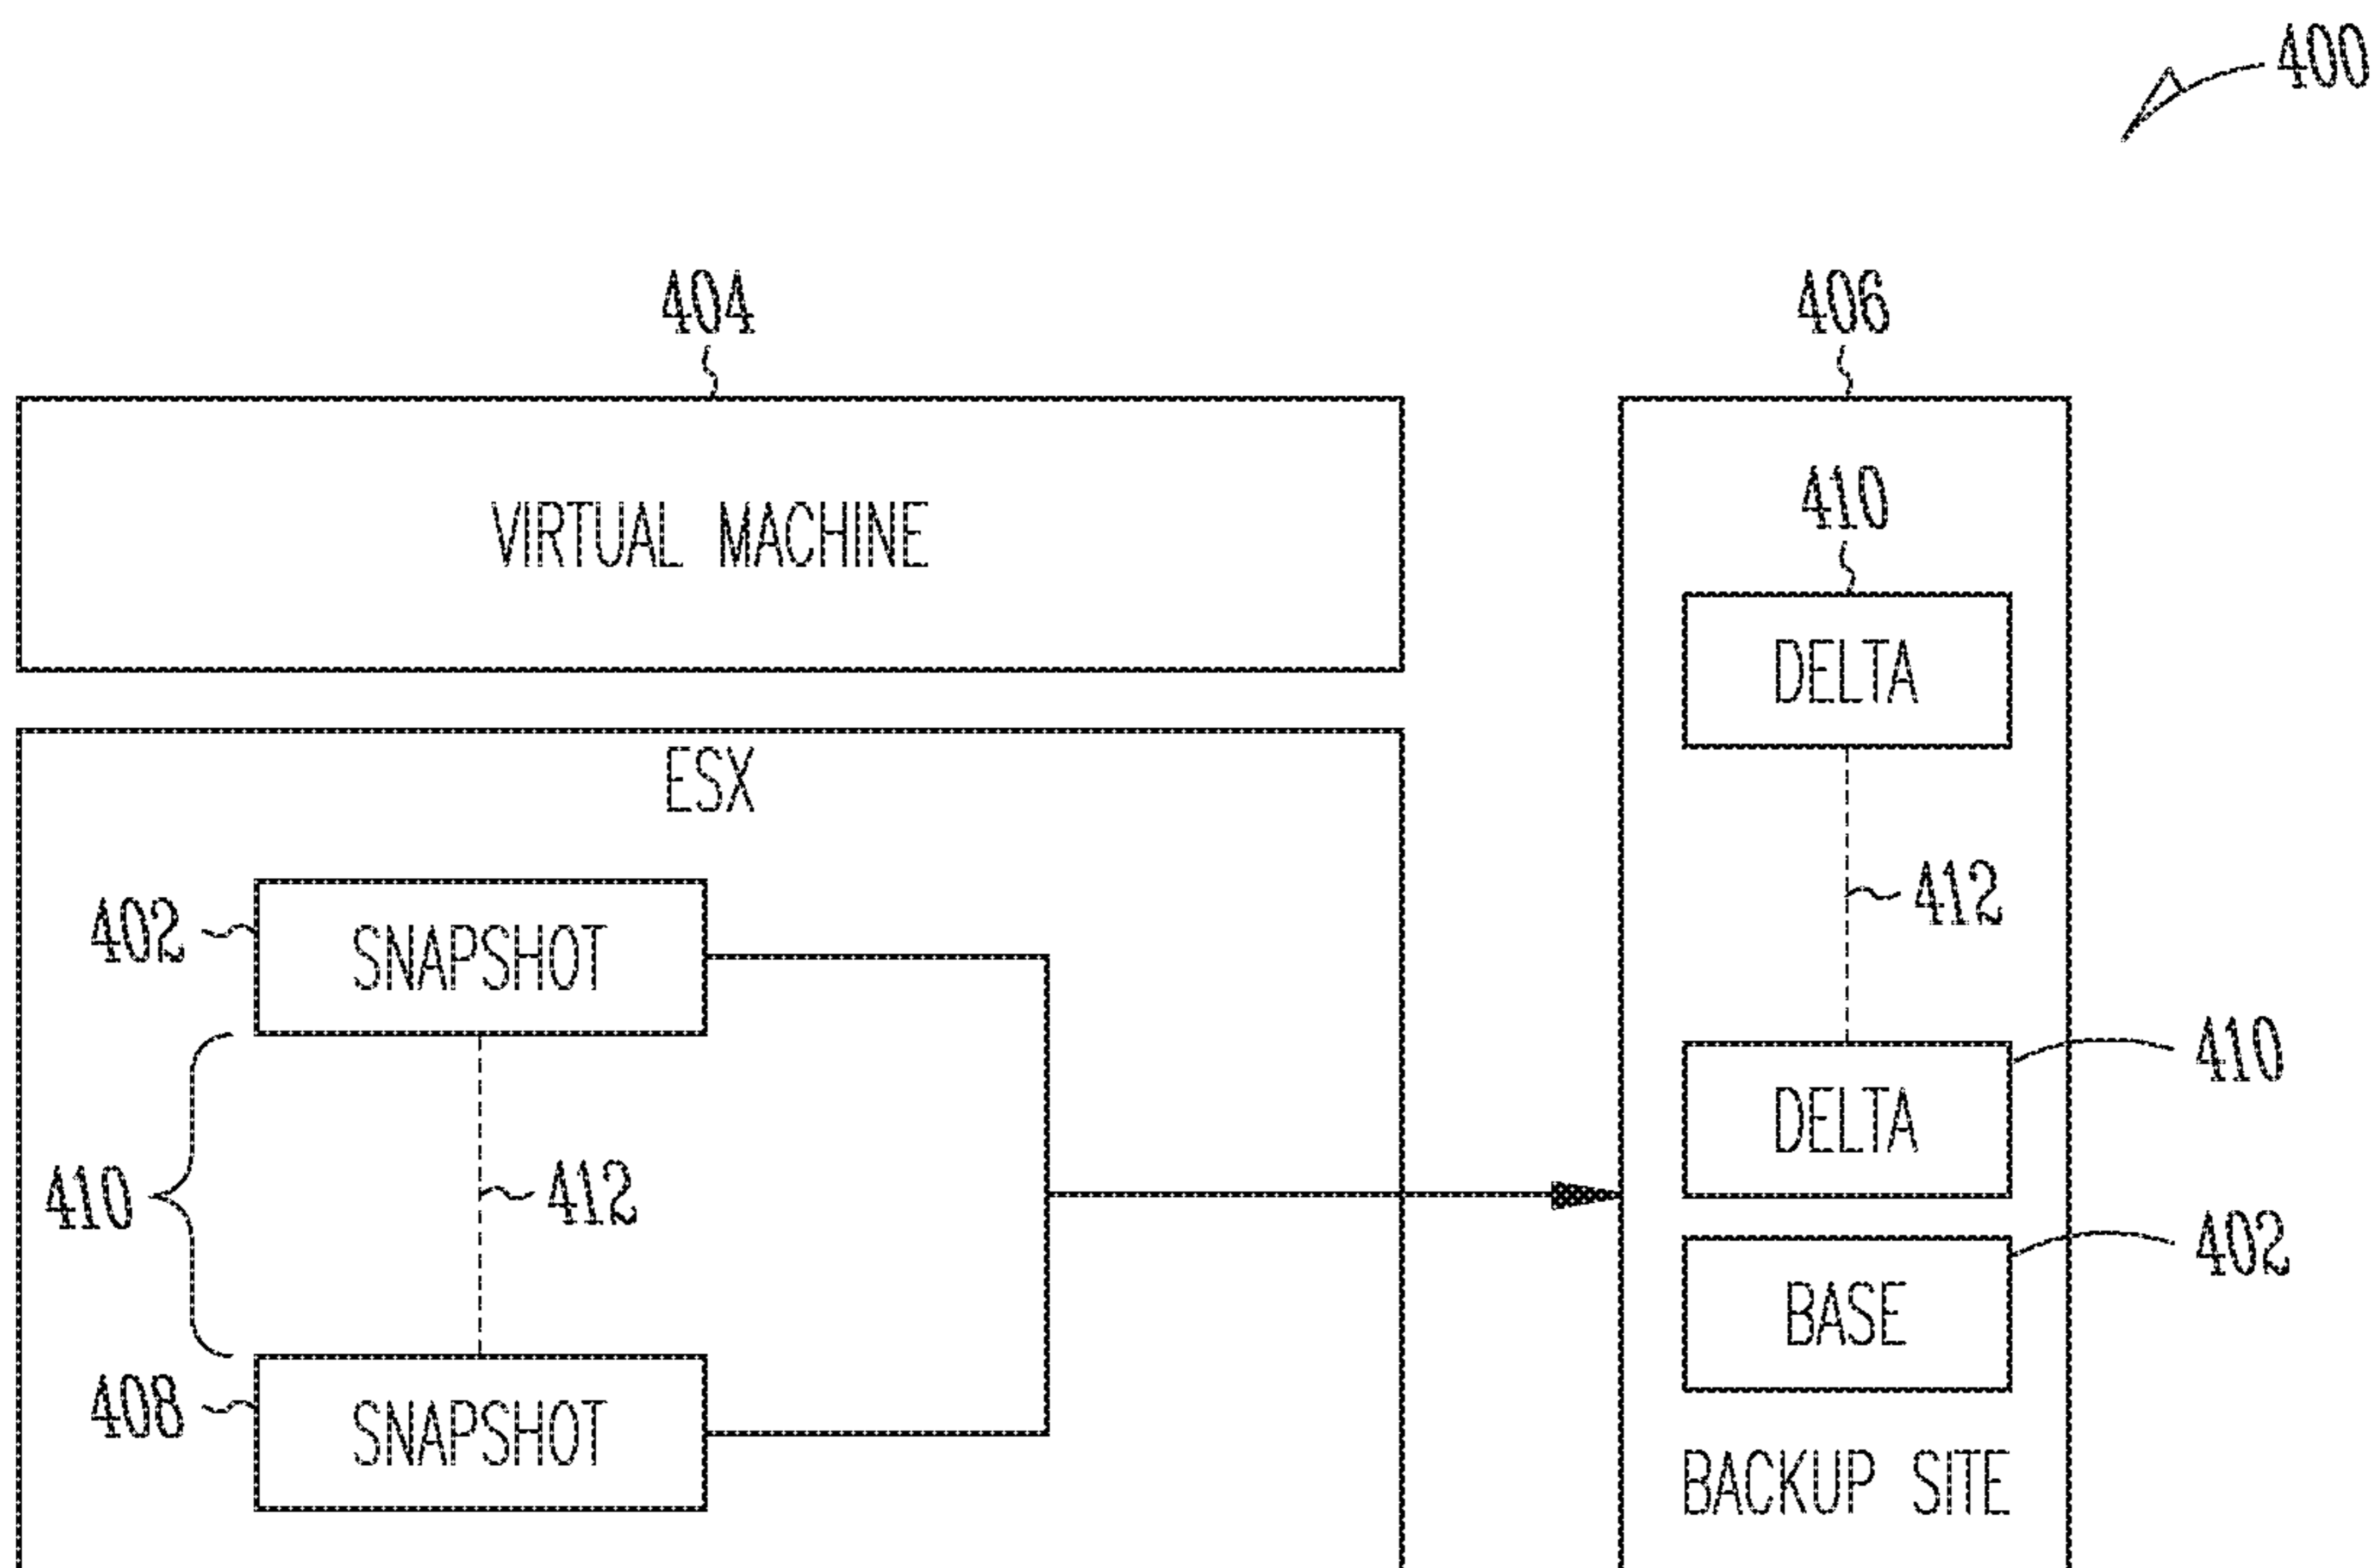 400
404
406
VIRTUAL MACHINE
410
DELTA
ESX
412
402
SNAPSHOT
410
DELTA
410
412
402
BASE
408
SNAPSHOT
BACKUP SITE